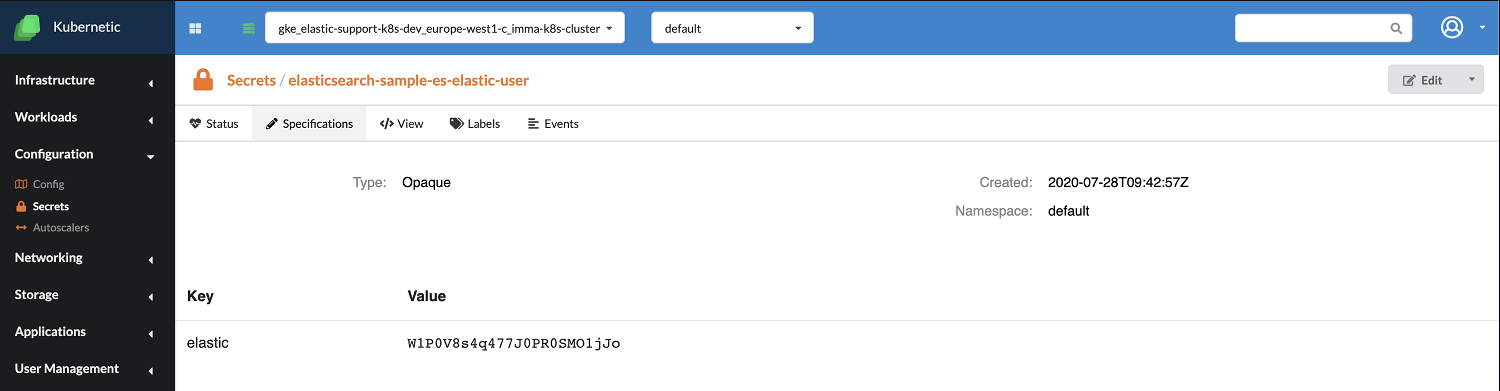 Kubernetic
gke_elastic-support-k8s-dev_europe-west1-c_imma-k8s-cluster
default
Infrastructure
Workloads
Configuration
Config
Secrets
Autoscalers
Networking
Storage
Applications
User Management
Secrets / elasticsearch-sample-es-elastic-user
Edit
Status Specifications View Labels Events
Type: Opaque
Created: 2020-07-28T09:42:57Z
Namespace: default
Key Value
elastic W1P0V8s4q477J0PR0SMO1jJo